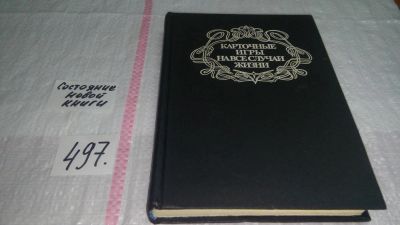 Состояние
новой
книги
497.
КАРТОЧНЫЕ
ИГРЫ
НА ВСЕ СЛУЧАИ
ЖИЗНИ